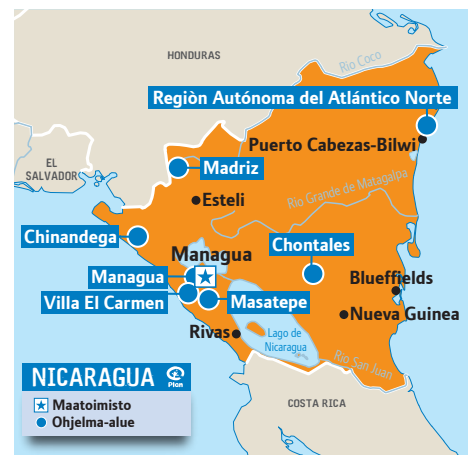 HONDURAS
Rio Coco
Regiòn Autónoma del Atlántico Norte
Puerto Cabezas-Bilwi
EL
SALVADOR
Madriz
Esteli
Rio Grande de Matagalpa
Chinandega
Managua
Chontales
Managua
Villa El Carmen
Masatepe
Blueffields
Nueva Guinea
Rivas
Lago de
Nicaragua
Rio San Juan
NICARAGUA
Plan
Maatoimisto
Ohjelma-alue
COSTA RICA